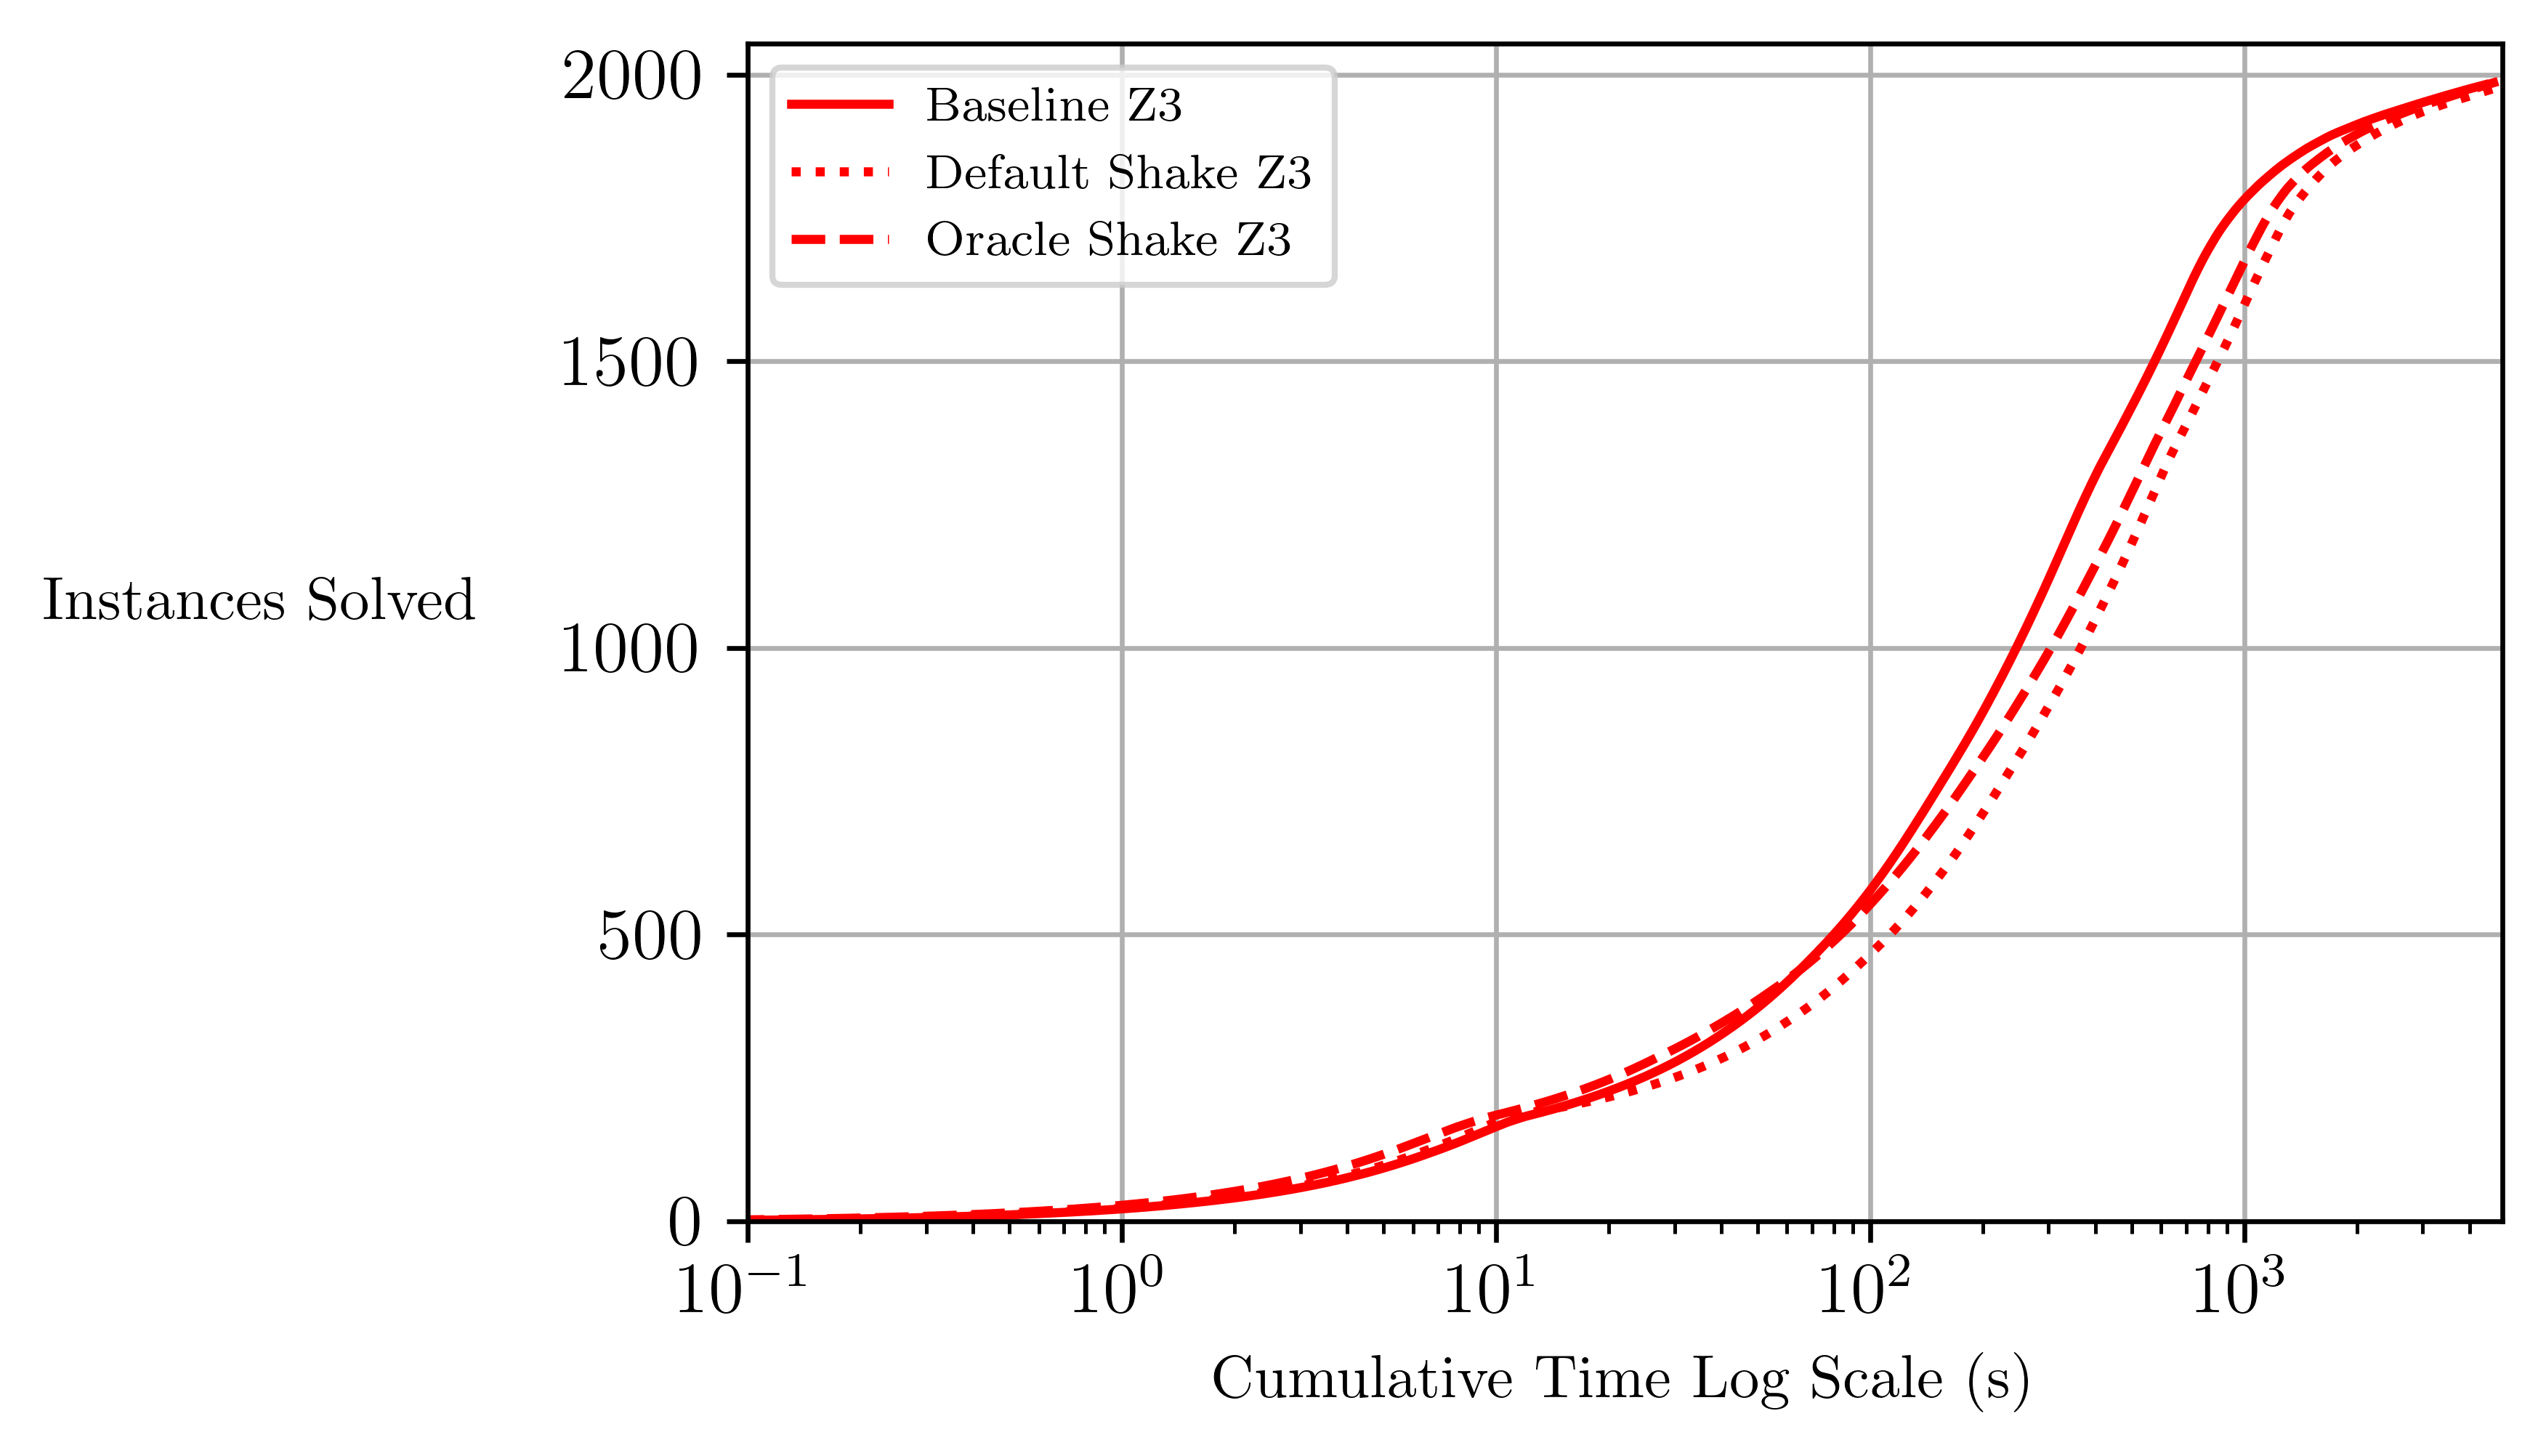 2000
1500
1000
500
0
Instances Solved
Baseline Z3
Default Shake Z3
Oracle Shake Z3
10⁻¹ 10⁰ 10¹ 10² 10³
Cumulative Time Log Scale (s)